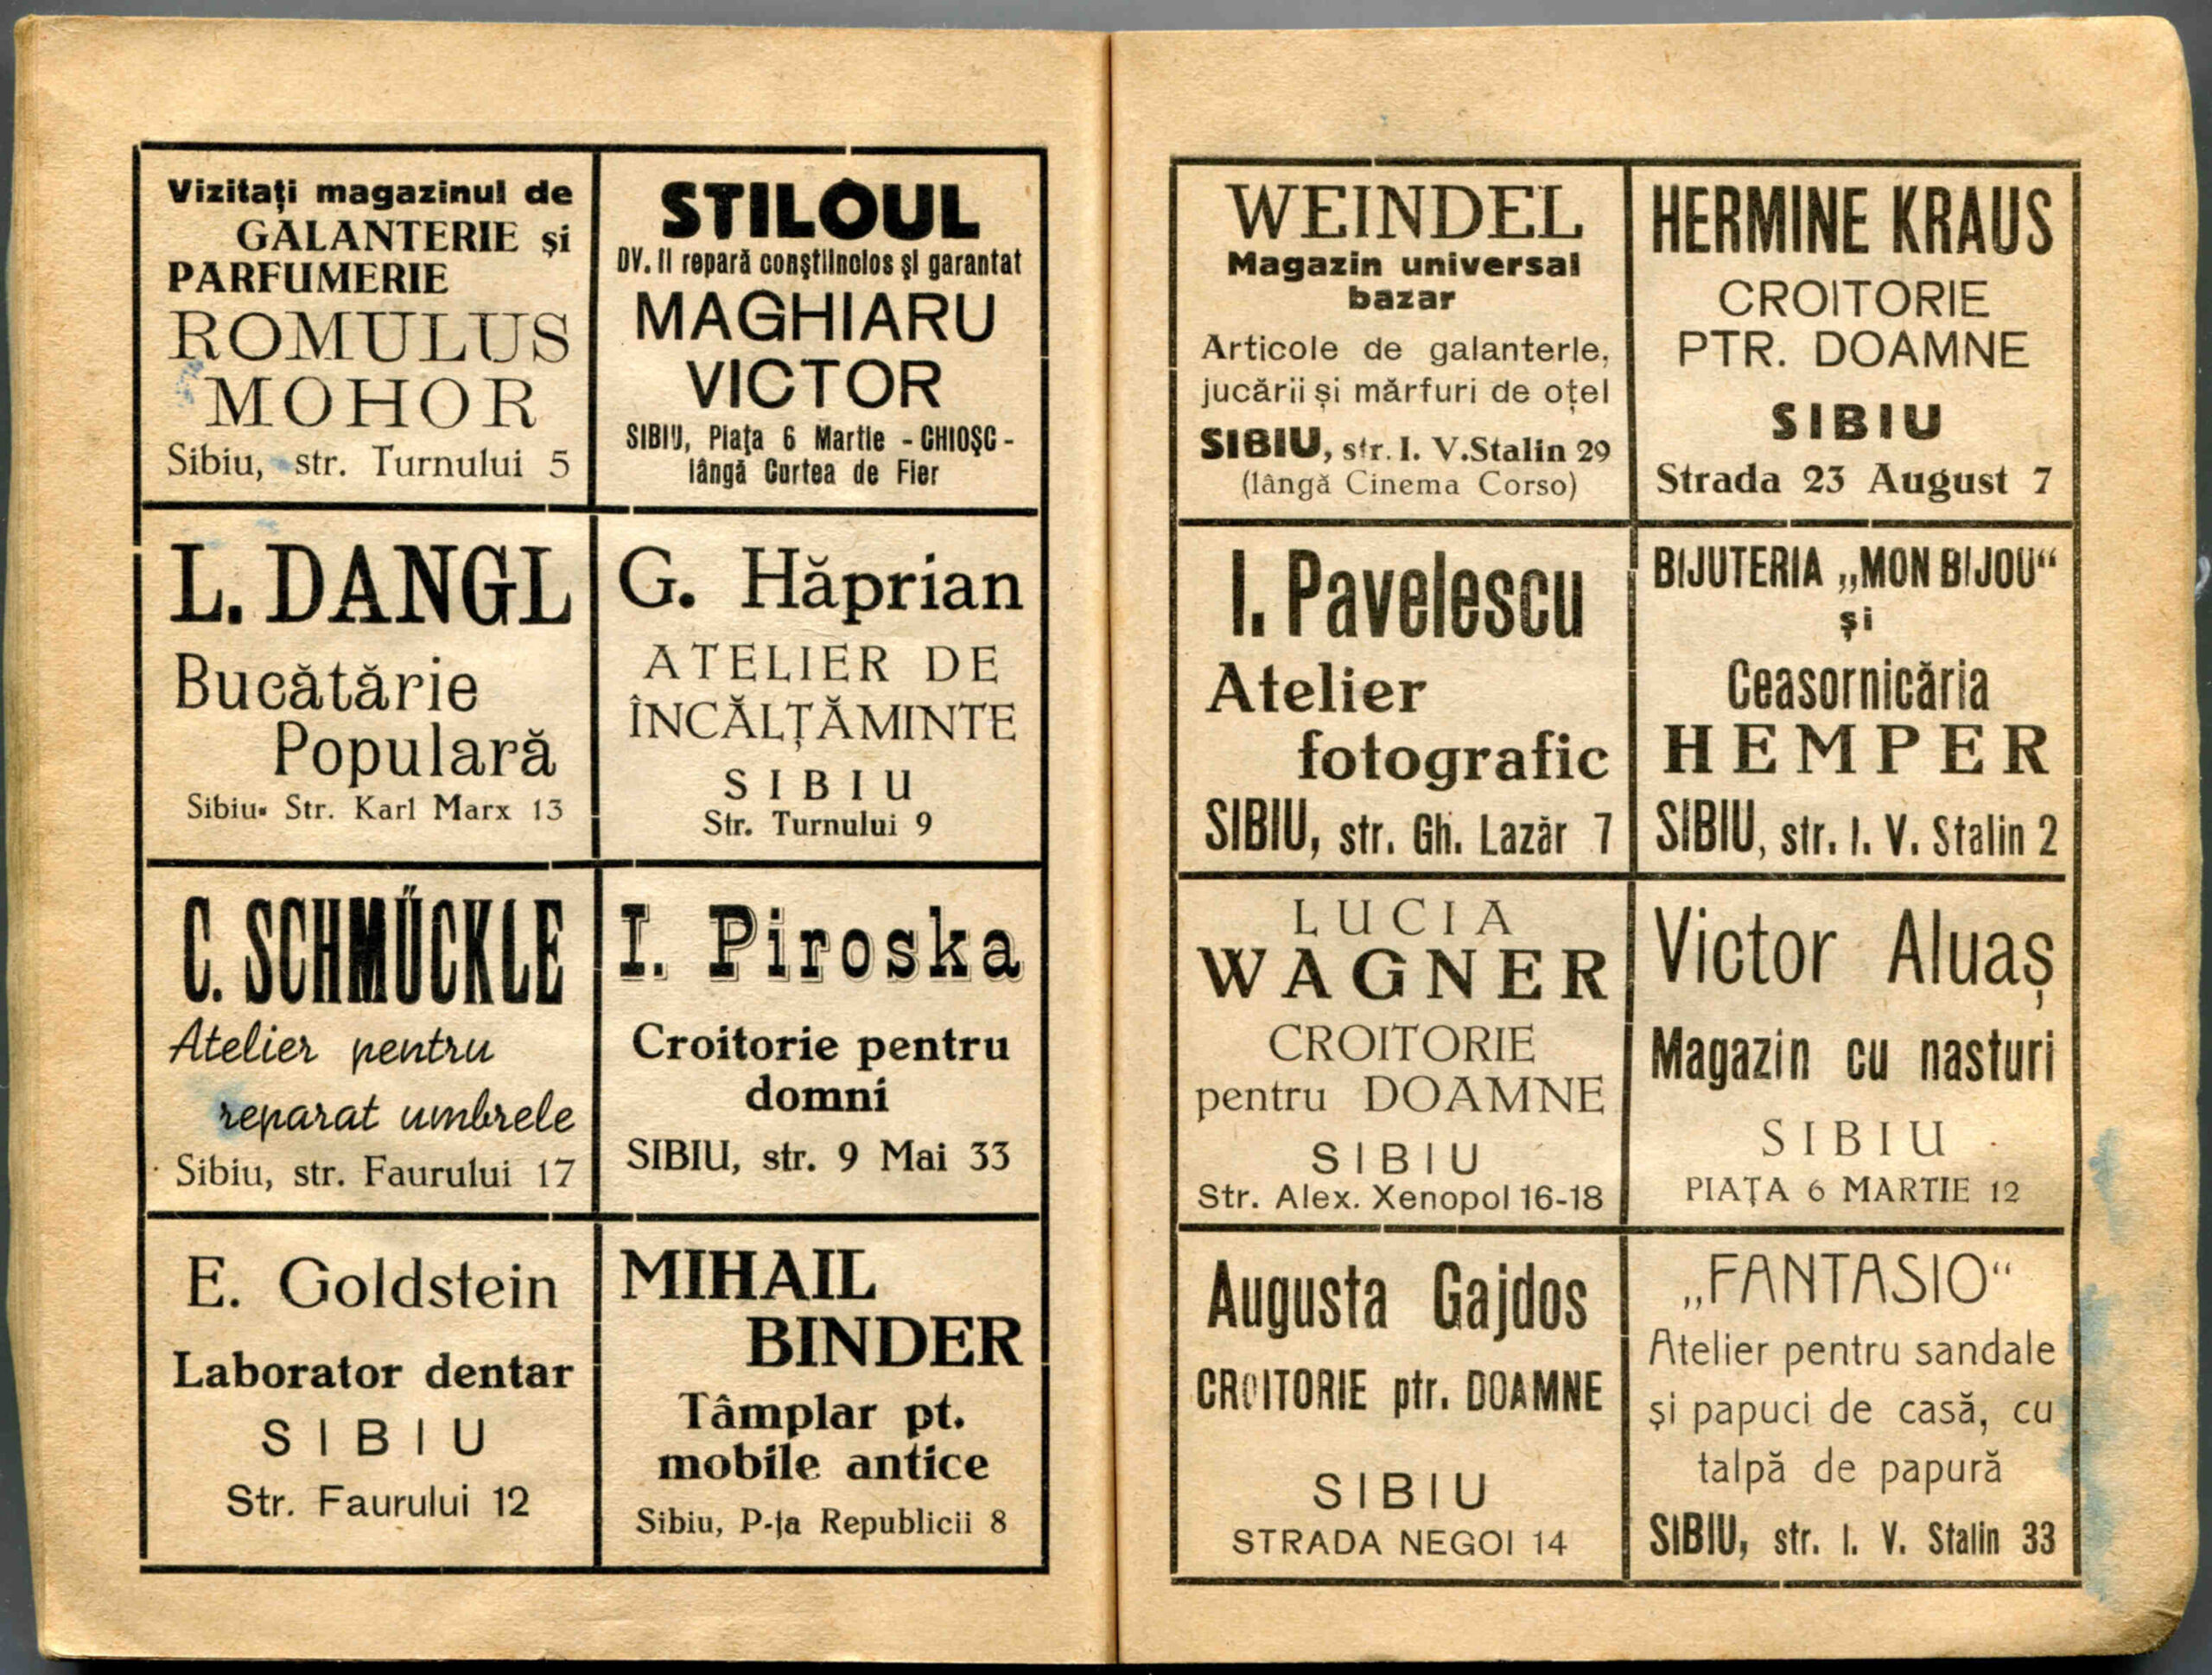 Vizitați magazinul de
GALANTERIE și
PARFUMERIE
ROMULUS
MOHOR
Sibiu, str. Turnului 5
STILOUL
DV. îl repară conștiincios și garantat
MAGHIARU
VICTOR
SIBIU, Piața 6 Martie - CHIOȘC -
lângă Curtea de Fier
L. DANGL
Bucătărie
Populară
Sibiu, Str. Karl Marx 13
G. Hăprian
ATELIER DE
ÎNCĂLȚĂMINTE
SIBIU
Str. Turnului 9
C. SCHMÜCKLE
Atelier pentru
reparat umbrele
Sibiu, str. Faurului 17
I. Piroska
Croitorie pentru
domni
SIBIU, str. 9 Mai 33
E. Goldstein
Laborator dentar
SIBIU
Str. Faurului 12
MIHAIL
BINDER
Tâmplar pt.
mobile antice
Sibiu, P-ța Republicii 8
WEINDEL
Magazin universal
bazar
Articole de galanterie,
jucării și mărfuri de oțel
SIBIU, str. I. V. Stalin 29
(lângă Cinema Corso)
HERMINE KRAUS
CROITORIE
PTR. DOAMNE
SIBIU
Strada 23 August 7
I. Pavelescu
Atelier
fotografic
SIBIU, str. Gh. Lazăr 7
BIJUTERIA „MON BIJOU“
și
Ceasornicăria
HEMPER
SIBIU, str. I. V. Stalin 2
LUCIA
WAGNER
CROITORIE
pentru DOAMNE
SIBIU
Str. Alex. Xenopol 16-18
Victor Aluaș
Magazin cu nasturi
SIBIU
PIAȚA 6 MARTIE 12
Augusta Gajdos
CROITORIE ptr. DOAMNE
SIBIU
STRADA NEGOI 14
„FANTASIO“
Atelier pentru sandale
și papuci de casă, cu
talpă de papură
SIBIU, str. I. V. Stalin 33